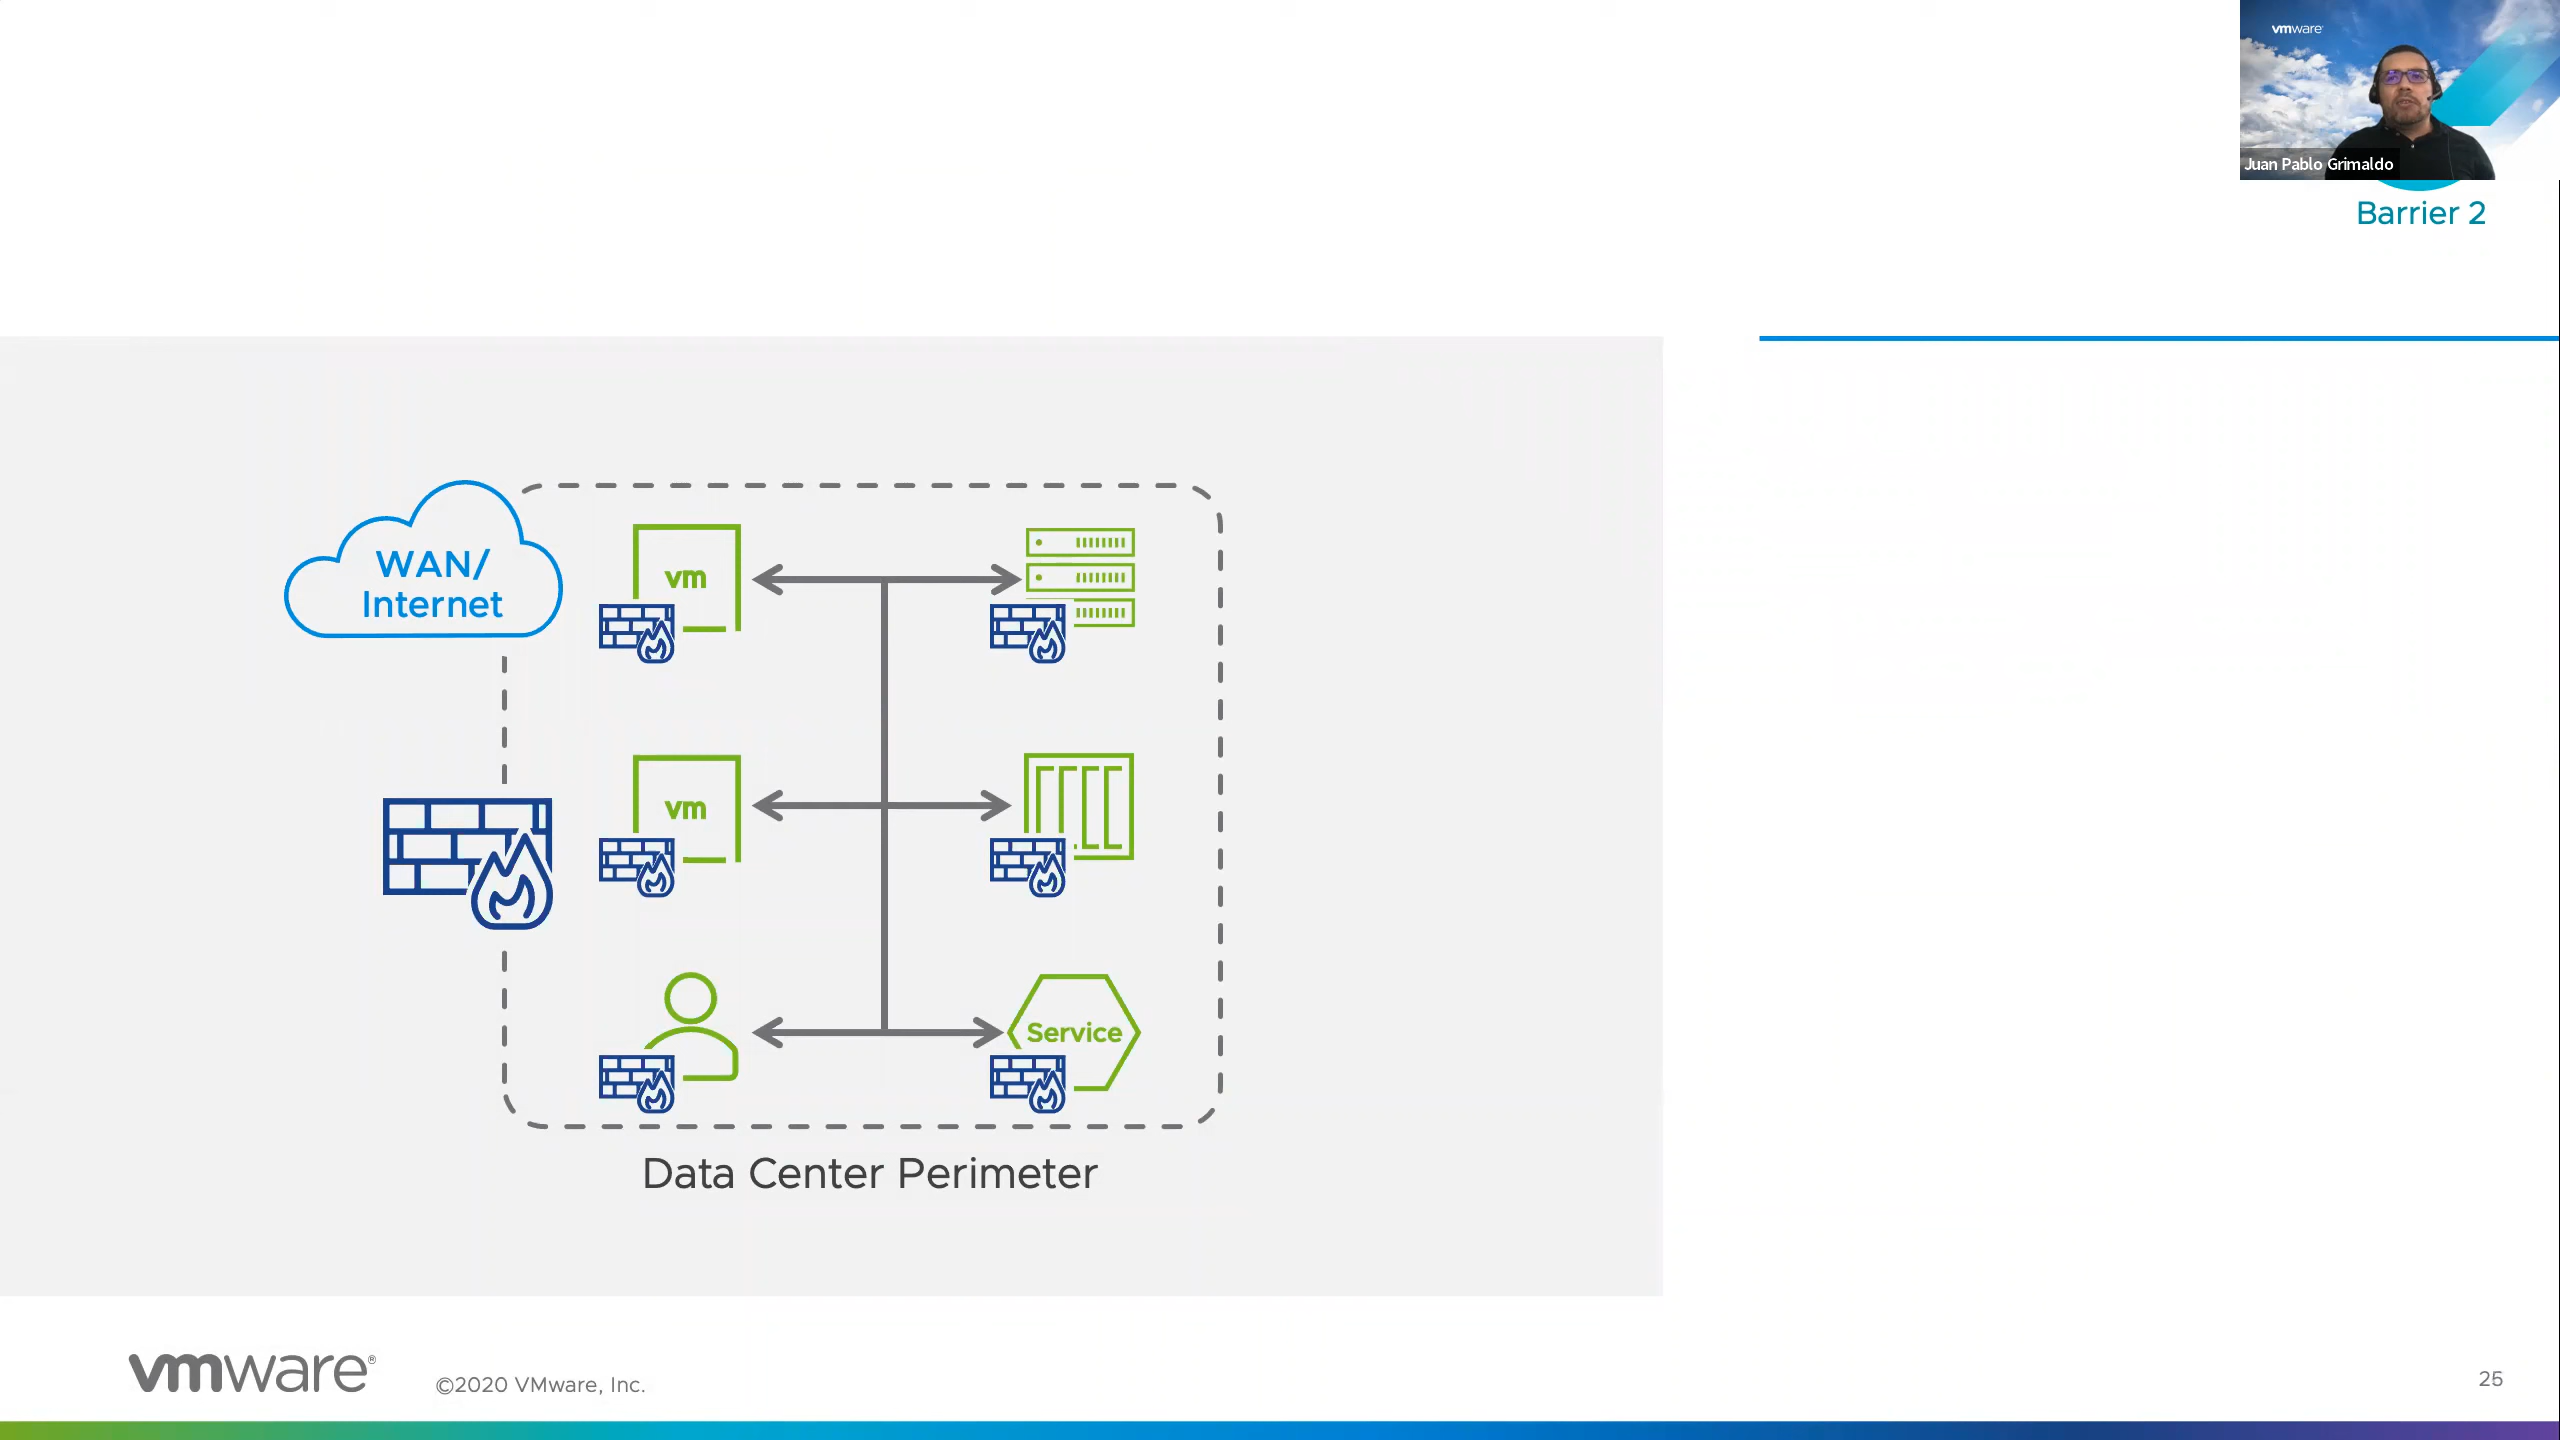 vmware
Juan Pablo Grimaldo
Barrier 2
WAN/
Internet
vm
vm
Service
Data Center Perimeter
vmware®
©2020 VMware, Inc.
25